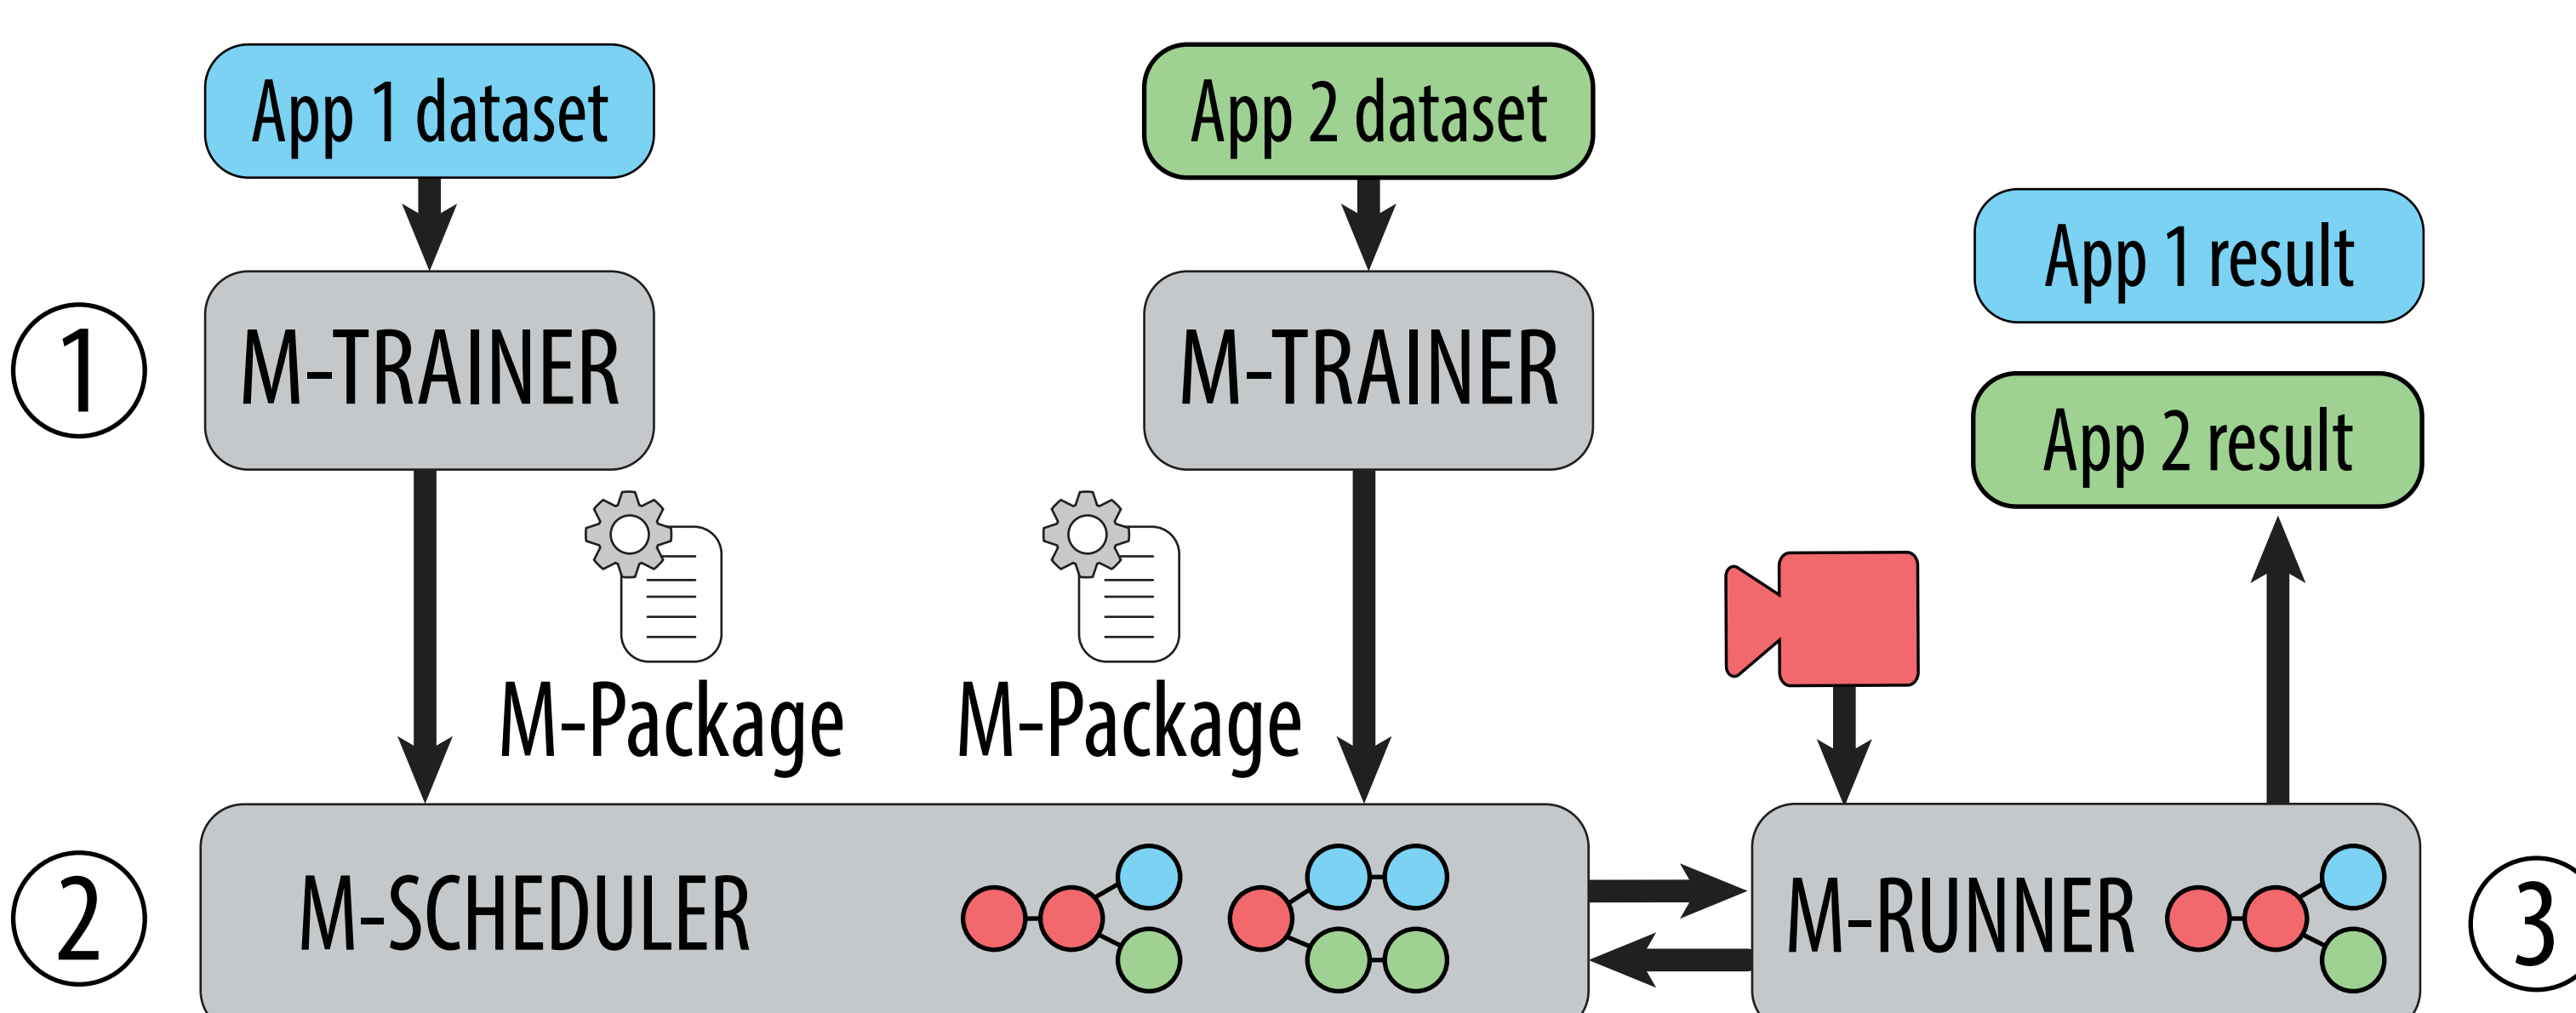 App 1 dataset
App 2 dataset
App 1 result
1
M-TRAINER
M-TRAINER
App 2 result
M-Package
M-Package
2
M-SCHEDULER
M-RUNNER
3